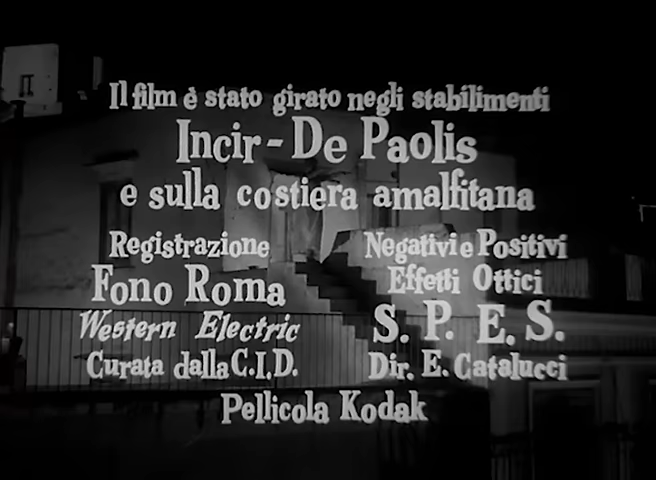 Il film è stato girato negli stabilimenti
Incir-De Paolis
e sulla costiera amalfitana
Registrazione
Fono Roma
Western Electric
Curata dalla C.I.D.
Negativi e Positivi
Effetti Ottici
S. P. E. S.
Dir. E. Catalucci
Pellicola Kodak